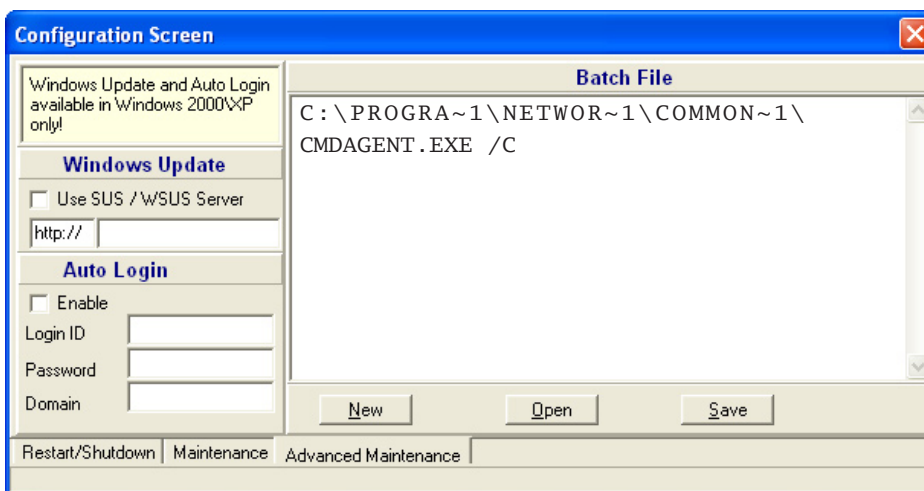 Configuration Screen
Windows Update and Auto Login
available in Windows 2000\XP
only!
Windows Update
Use SUS / WSUS Server
http://
Auto Login
Enable
Login ID
Password
Domain
Batch File
C:\PROGRA~1\NETWOR~1\COMMON~1\
CMDAGENT.EXE /C
New Open Save
Restart/Shutdown Maintenance Advanced Maintenance